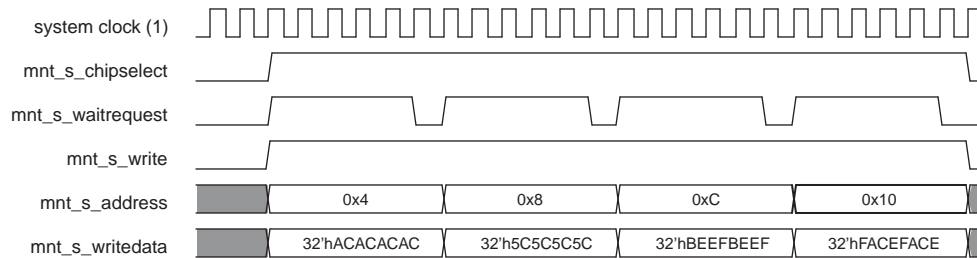 system clock (1)
mnt_s_chipselect
mnt_s_waitrequest
mnt_s_write
mnt_s_address 0x4 0x8 0xC 0x10
mnt_s_writedata 32'hACACACAC 32'h5C5C5C5C 32'hBEEFBEEF 32'hFACEFACE